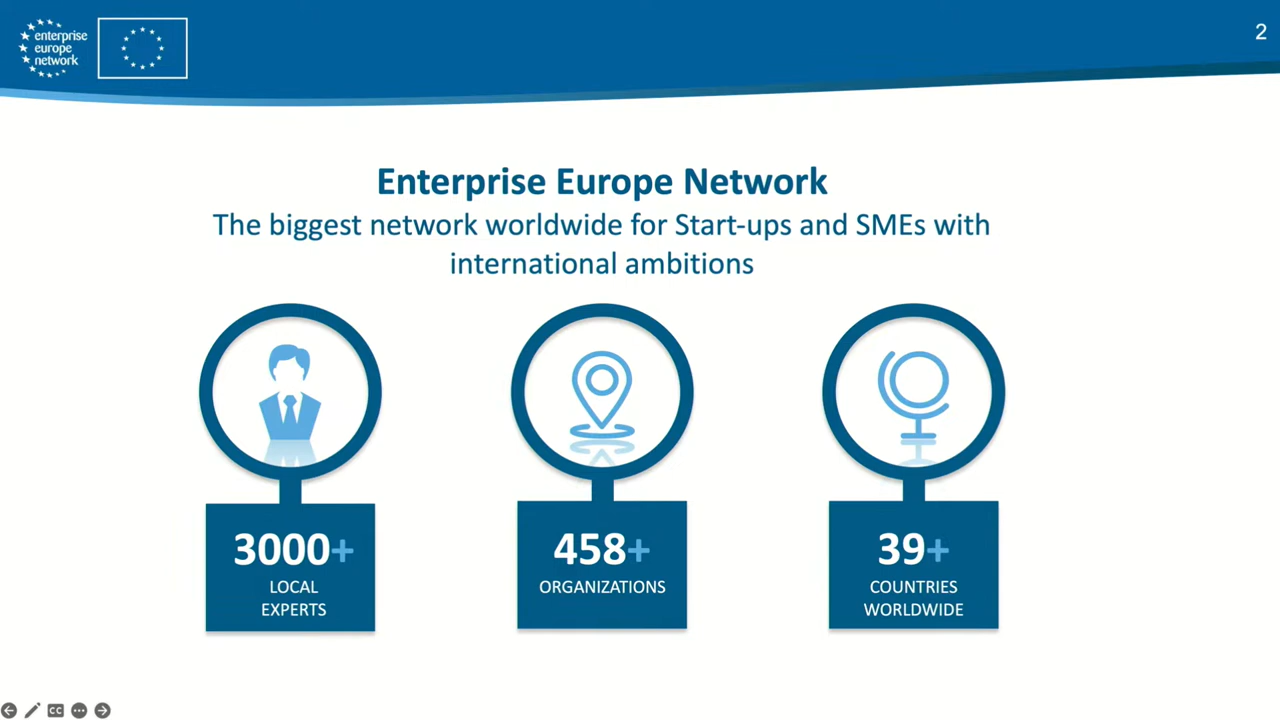 enterprise
europe
network
2
Enterprise Europe Network
The biggest network worldwide for Start-ups and SMEs with
international ambitions
3000+
LOCAL
EXPERTS
458+
ORGANIZATIONS
39+
COUNTRIES
WORLDWIDE
CC